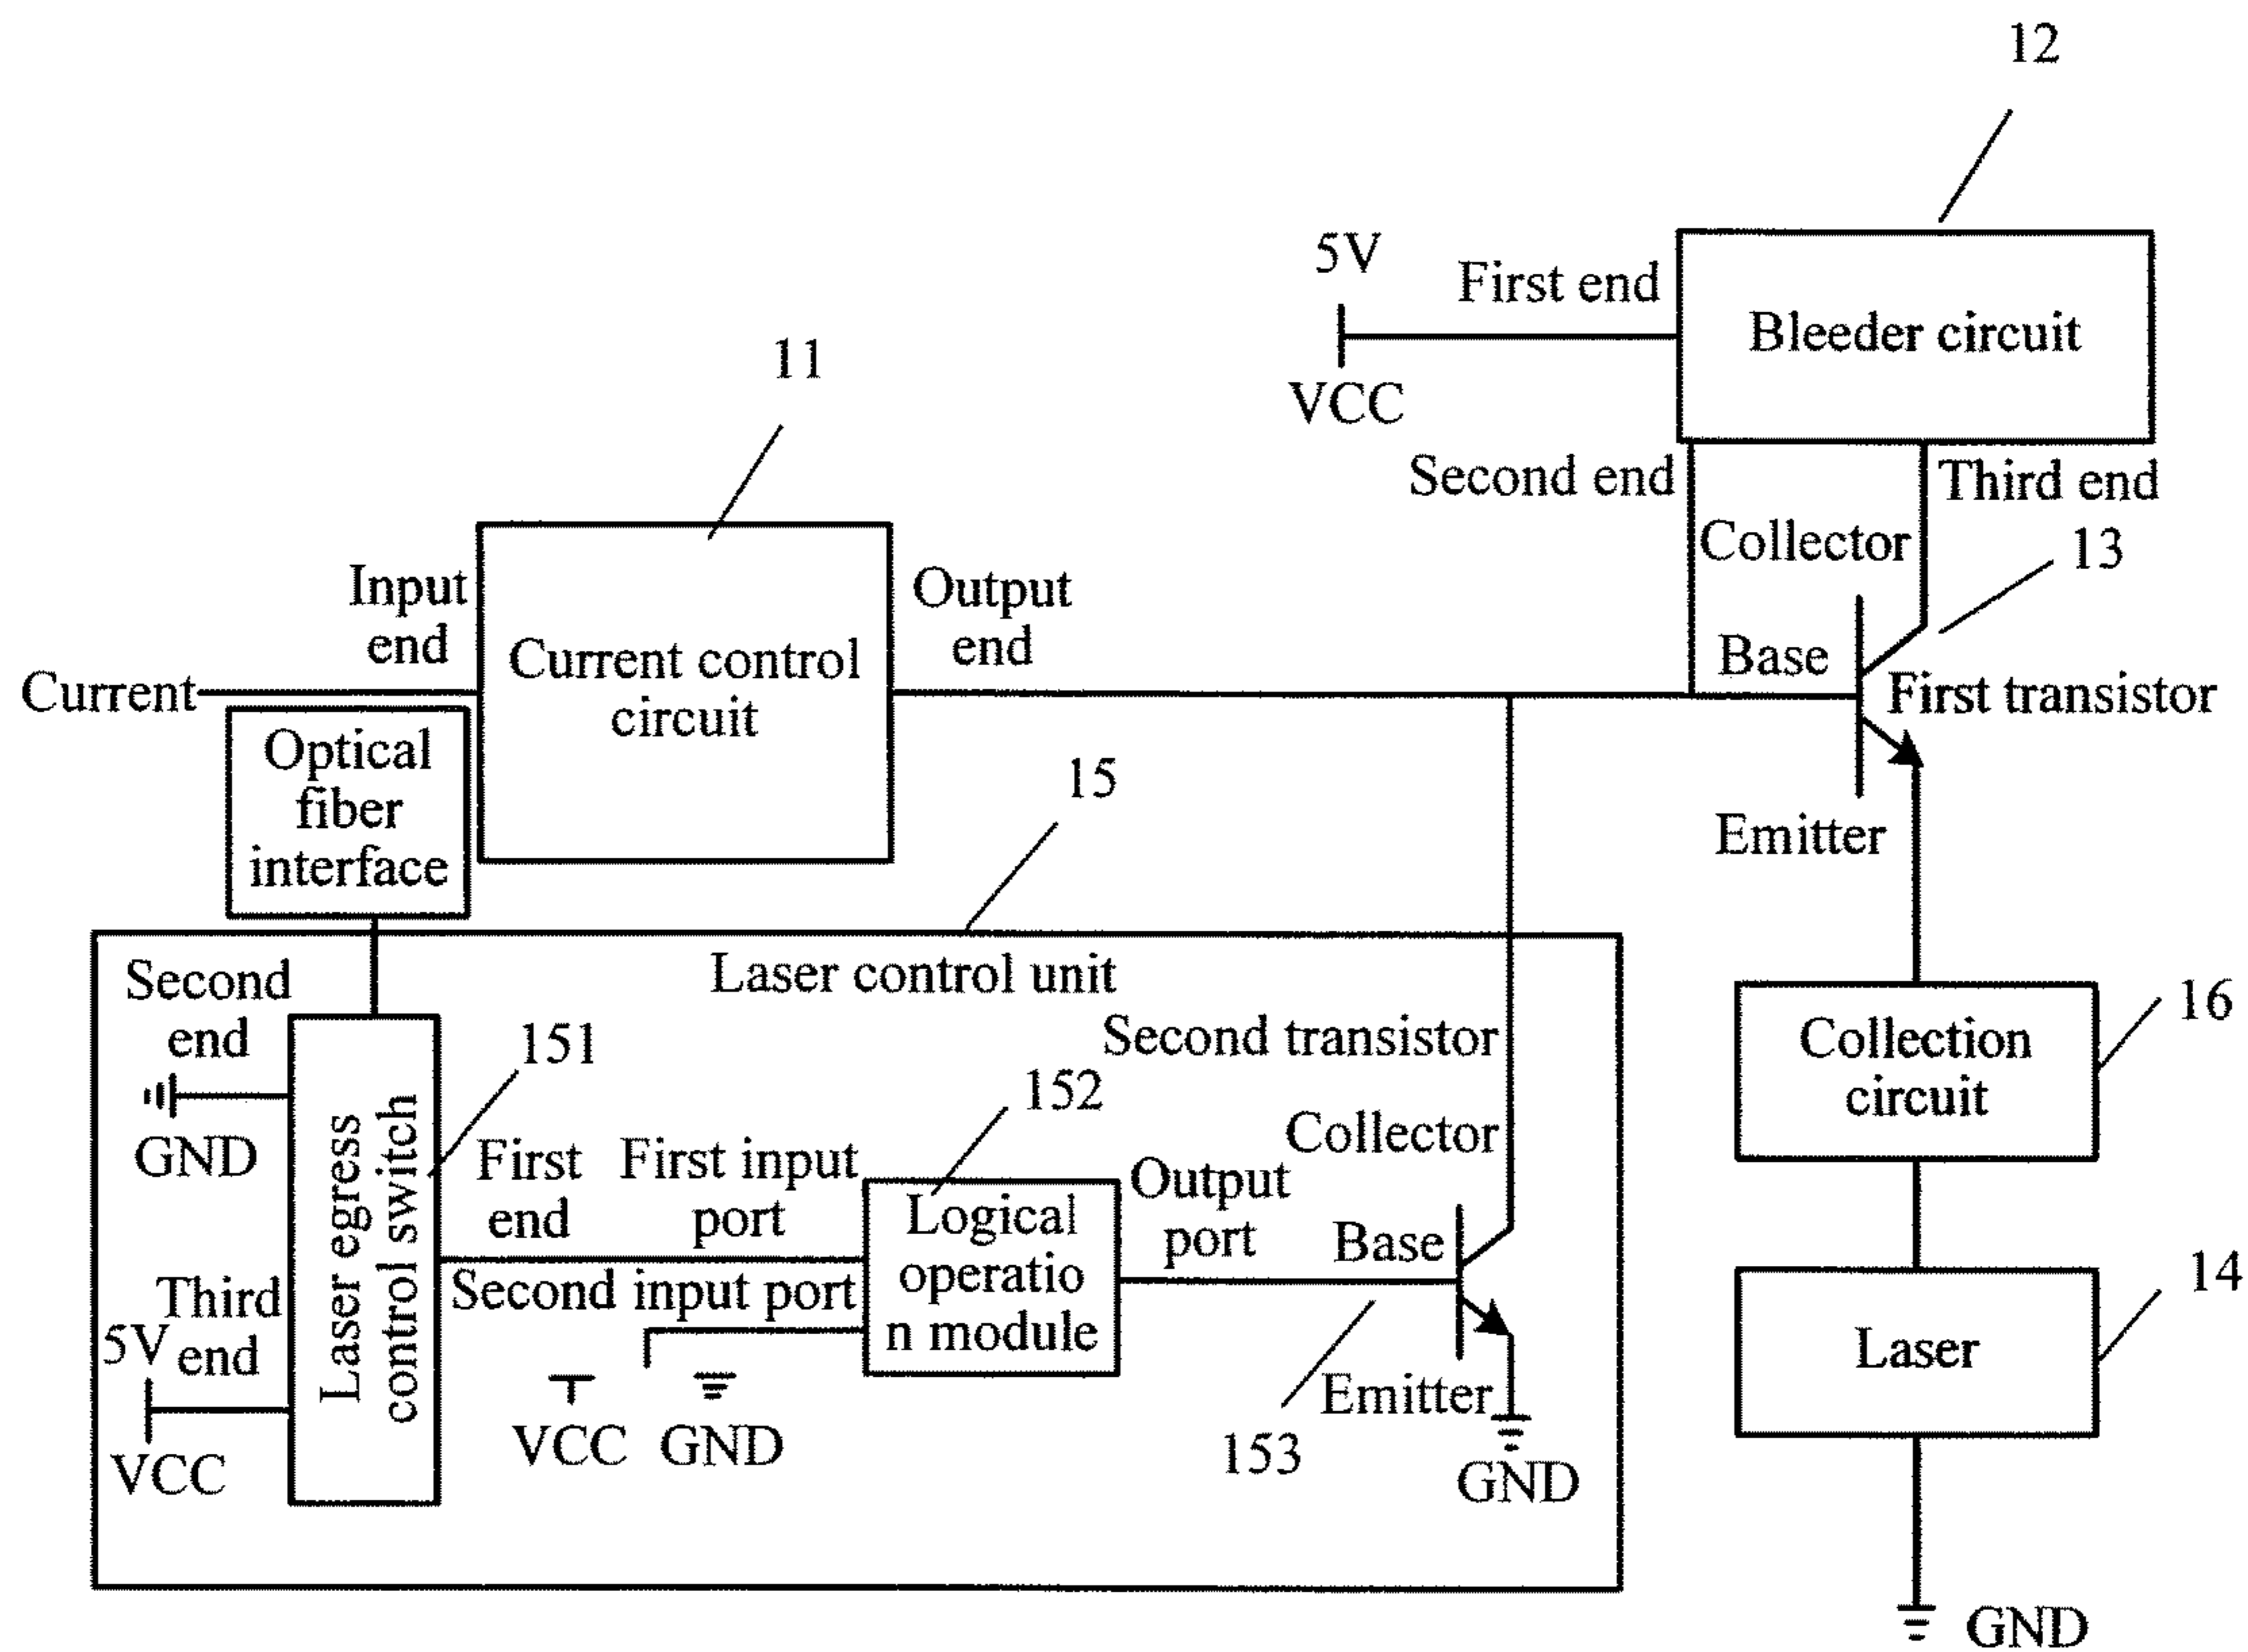 12
5V
First end
Bleeder circuit
VCC
11
Second end
Third end
Collector
13
Input
end
Output
end
Current control
circuit
Base
First transistor
Current
Optical
fiber
interface
15
Emitter
Laser control unit
Second
end
GND
16
Collection
circuit
151
Second transistor
152
Laser egress
control switch
First
end
First input
port
Collector
Output
port
Logical
operatio
n module
Base
Second input port
Third
end
5V
VCC
14
Laser
VCC
GND
Emitter
153
GND
GND